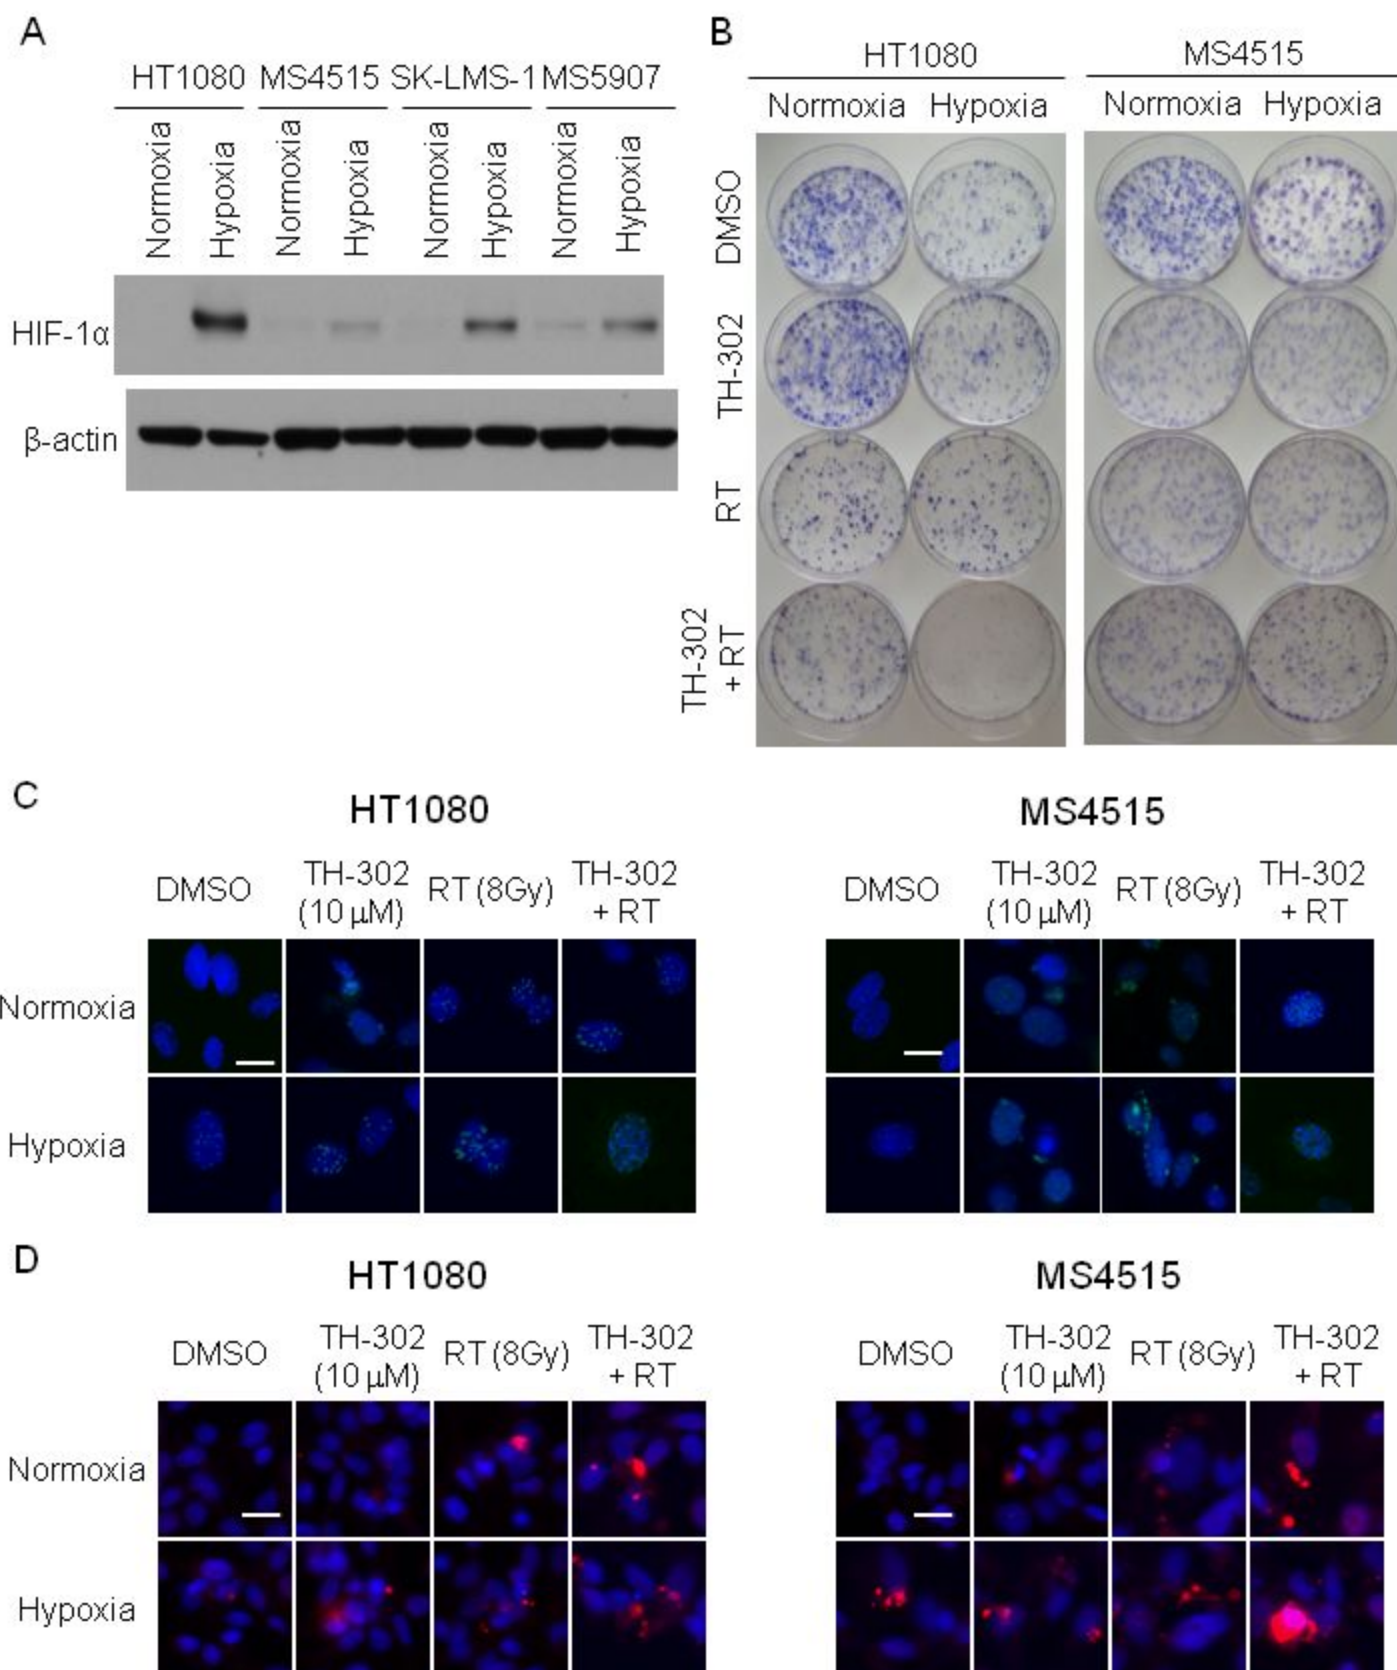 A
HT1080 MS4515 SK-LMS-1 MS5907
Normoxia Hypoxia Normoxia Hypoxia Normoxia Hypoxia Normoxia Hypoxia
HIF-1α
β-actin
B
HT1080 MS4515
Normoxia Hypoxia Normoxia Hypoxia
DMSO
TH-302
RT
TH-302
+ RT
C
HT1080 MS4515
DMSO TH-302 (10 μM) RT (8Gy) TH-302 + RT DMSO TH-302 (10 μM) RT (8Gy) TH-302 + RT
Normoxia
Hypoxia
D
HT1080 MS4515
DMSO TH-302 (10 μM) RT (8Gy) TH-302 + RT DMSO TH-302 (10 μM) RT (8Gy) TH-302 + RT
Normoxia
Hypoxia